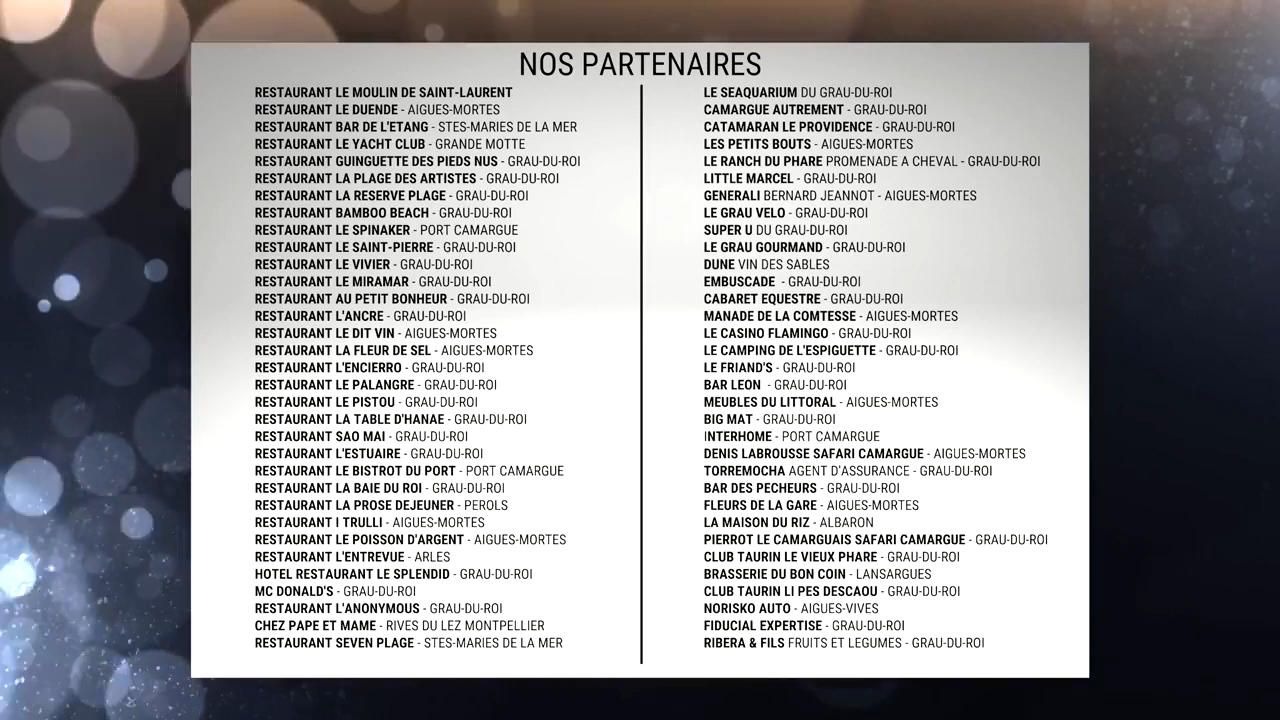 NOS PARTENAIRES
RESTAURANT LE MOULIN DE SAINT-LAURENT
RESTAURANT LE DUENDE - AIGUES-MORTES
RESTAURANT BAR DE L'ETANG - STES-MARIES DE LA MER
RESTAURANT LE YACHT CLUB - GRANDE MOTTE
RESTAURANT GUINGUETTE DES PIEDS NUS - GRAU-DU-ROI
RESTAURANT LA PLAGE DES ARTISTES - GRAU-DU-ROI
RESTAURANT LA RESERVE PLAGE - GRAU-DU-ROI
RESTAURANT BAMBOO BEACH - GRAU-DU-ROI
RESTAURANT LE SPINAKER - PORT CAMARGUE
RESTAURANT LE SAINT-PIERRE - GRAU-DU-ROI
RESTAURANT LE VIVIER - GRAU-DU-ROI
RESTAURANT LE MIRAMAR - GRAU-DU-ROI
RESTAURANT AU PETIT BONHEUR - GRAU-DU-ROI
RESTAURANT L'ANCRE - GRAU-DU-ROI
RESTAURANT LE DIT VIN - AIGUES-MORTES
RESTAURANT LA FLEUR DE SEL - AIGUES-MORTES
RESTAURANT L'ENCIERRO - GRAU-DU-ROI
RESTAURANT LE PALANGRE - GRAU-DU-ROI
RESTAURANT LE PISTOU - GRAU-DU-ROI
RESTAURANT LA TABLE D'HANAE - GRAU-DU-ROI
RESTAURANT SAO MAI - GRAU-DU-ROI
RESTAURANT L'ESTUAIRE - GRAU-DU-ROI
RESTAURANT LE BISTROT DU PORT - PORT CAMARGUE
RESTAURANT LA BAIE DU ROI - GRAU-DU-ROI
RESTAURANT LA PROSE DEJEUNER - PEROLS
RESTAURANT I TRULLI - AIGUES-MORTES
RESTAURANT LE POISSON D'ARGENT - AIGUES-MORTES
RESTAURANT L'ENTREVUE - ARLES
HOTEL RESTAURANT LE SPLENDID - GRAU-DU-ROI
MC DONALD'S - GRAU-DU-ROI
RESTAURANT L'ANONYMOUS - GRAU-DU-ROI
CHEZ PAPE ET MAME - RIVES DU LEZ MONTPELLIER
RESTAURANT SEVEN PLAGE - STES-MARIES DE LA MER
LE SEAQUARIUM DU GRAU-DU-ROI
CAMARGUE AUTREMENT - GRAU-DU-ROI
CATAMARAN LE PROVIDENCE - GRAU-DU-ROI
LES PETITS BOUTS - AIGUES-MORTES
LE RANCH DU PHARE PROMENADE A CHEVAL - GRAU-DU-ROI
LITTLE MARCEL - GRAU-DU-ROI
GENERALI BERNARD JEANNOT - AIGUES-MORTES
LE GRAU VELO - GRAU-DU-ROI
SUPER U DU GRAU-DU-ROI
LE GRAU GOURMAND - GRAU-DU-ROI
DUNE VIN DES SABLES
EMBUSCADE - GRAU-DU-ROI
CABARET EQUESTRE - GRAU-DU-ROI
MANADE DE LA COMTESSE - AIGUES-MORTES
LE CASINO FLAMINGO - GRAU-DU-ROI
LE CAMPING DE L'ESPIGUETTE - GRAU-DU-ROI
LE FRIAND'S - GRAU-DU-ROI
BAR LEON - GRAU-DU-ROI
MEUBLES DU LITTORAL - AIGUES-MORTES
BIG MAT - GRAU-DU-ROI
INTERHOME - PORT CAMARGUE
DENIS LABROUSSE SAFARI CAMARGUE - AIGUES-MORTES
TORREMOCHA AGENT D'ASSURANCE - GRAU-DU-ROI
BAR DES PECHEURS - GRAU-DU-ROI
FLEURS DE LA GARE - AIGUES-MORTES
LA MAISON DU RIZ - ALBARON
PIERROT LE CAMARGUAIS SAFARI CAMARGUE - GRAU-DU-ROI
CLUB TAURIN LE VIEUX PHARE - GRAU-DU-ROI
BRASSERIE DU BON COIN - LANSARGUES
CLUB TAURIN LI PES DESCAOU - GRAU-DU-ROI
NORISKO AUTO - AIGUES-VIVES
FIDUCIAL EXPERTISE - GRAU-DU-ROI
RIBERA & FILS FRUITS ET LEGUMES - GRAU-DU-ROI